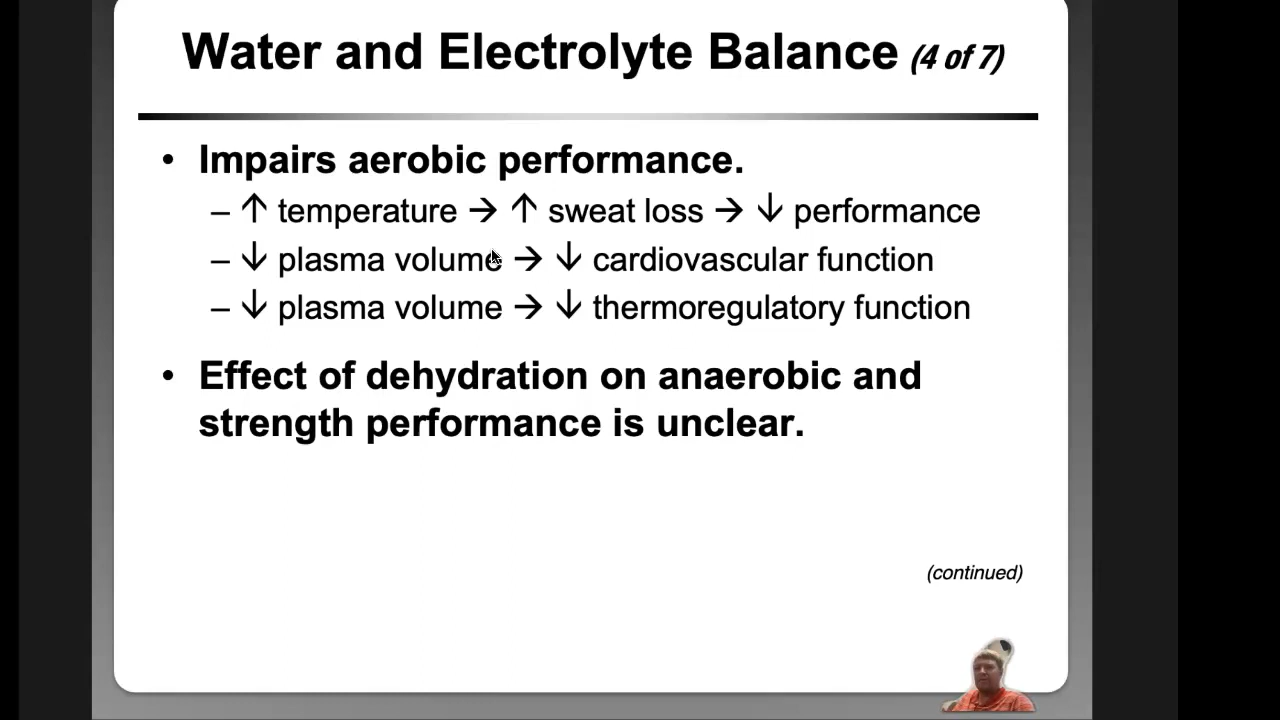 Water and Electrolyte Balance (4 of 7)
• Impairs aerobic performance.
– ↑ temperature → ↑ sweat loss → ↓ performance
– ↓ plasma volume → ↓ cardiovascular function
– ↓ plasma volume → ↓ thermoregulatory function
• Effect of dehydration on anaerobic and
strength performance is unclear.
(continued)